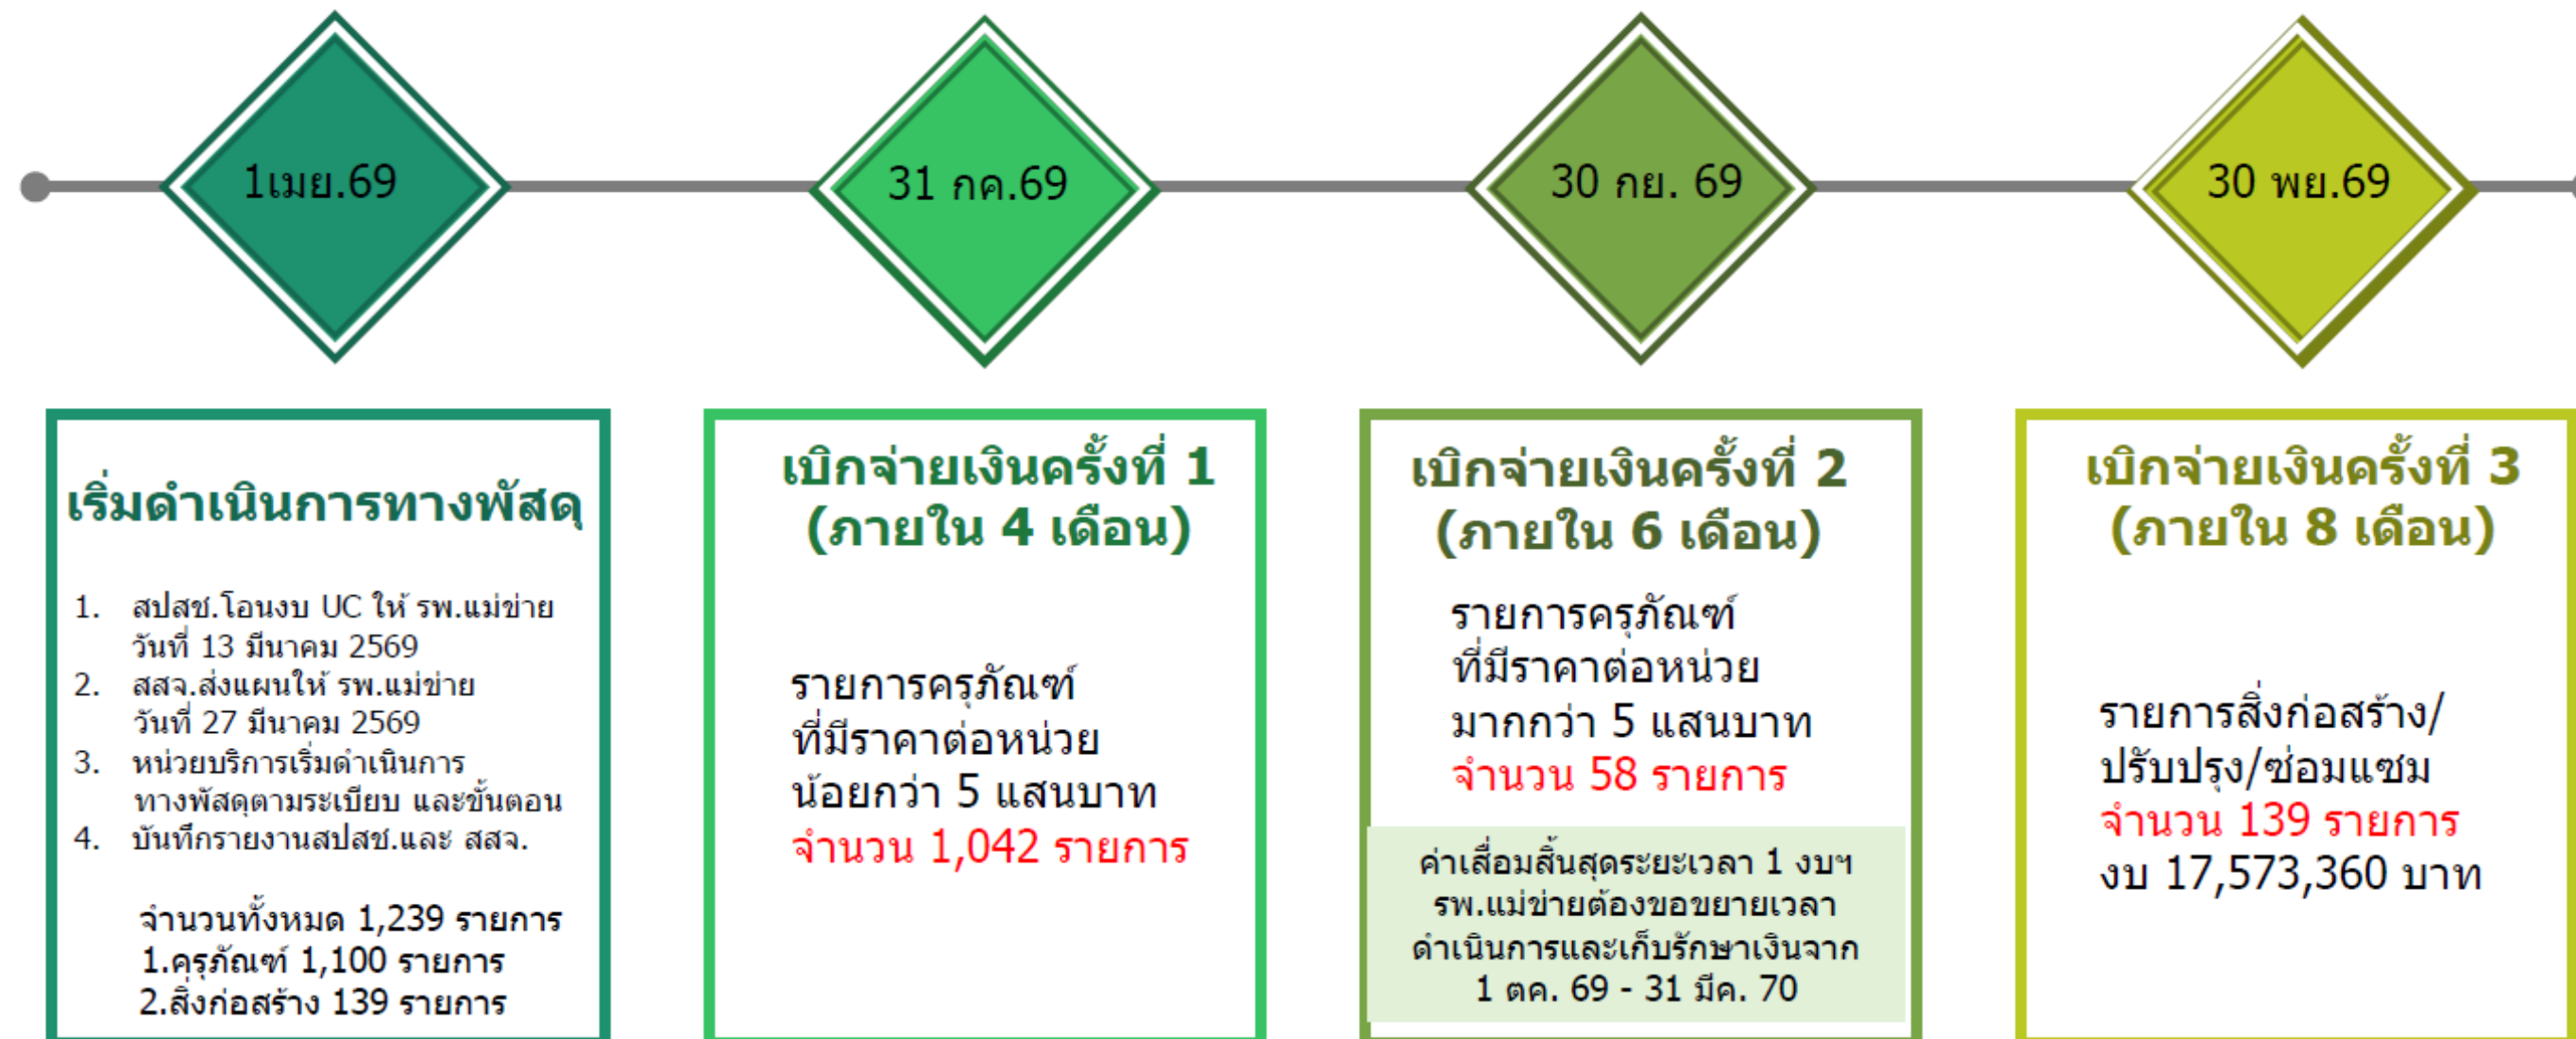 1เมย.69
31 กค.69
30 กย. 69
30 พย.69
เริ่มดำเนินการทางพัสดุ
1. สปสช.โอนงบ UC ให้ รพ.แม่ข่าย
วันที่ 13 มีนาคม 2569
2. สสจ.ส่งแผนให้ รพ.แม่ข่าย
วันที่ 27 มีนาคม 2569
3. หน่วยบริการเริ่มดำเนินการ
ทางพัสดุตามระเบียบ และขั้นตอน
4. บันทึกรายงานสปสช.และ สสจ.
จำนวนทั้งหมด 1,239 รายการ
1.ครุภัณฑ์ 1,100 รายการ
2.สิ่งก่อสร้าง 139 รายการ
เบิกจ่ายเงินครั้งที่ 1
(ภายใน 4 เดือน)
รายการครุภัณฑ์
ที่มีราคาต่อหน่วย
น้อยกว่า 5 แสนบาท
จำนวน 1,042 รายการ
เบิกจ่ายเงินครั้งที่ 2
(ภายใน 6 เดือน)
รายการครุภัณฑ์
ที่มีราคาต่อหน่วย
มากกว่า 5 แสนบาท
จำนวน 58 รายการ
ค่าเสื่อมสิ้นสุดระยะเวลา 1 งบฯ
รพ.แม่ข่ายต้องขอขยายเวลา
ดำเนินการและเก็บรักษาเงินจาก
1 ตค. 69 - 31 มีค. 70
เบิกจ่ายเงินครั้งที่ 3
(ภายใน 8 เดือน)
รายการสิ่งก่อสร้าง/
ปรับปรุง/ซ่อมแซม
จำนวน 139 รายการ
งบ 17,573,360 บาท